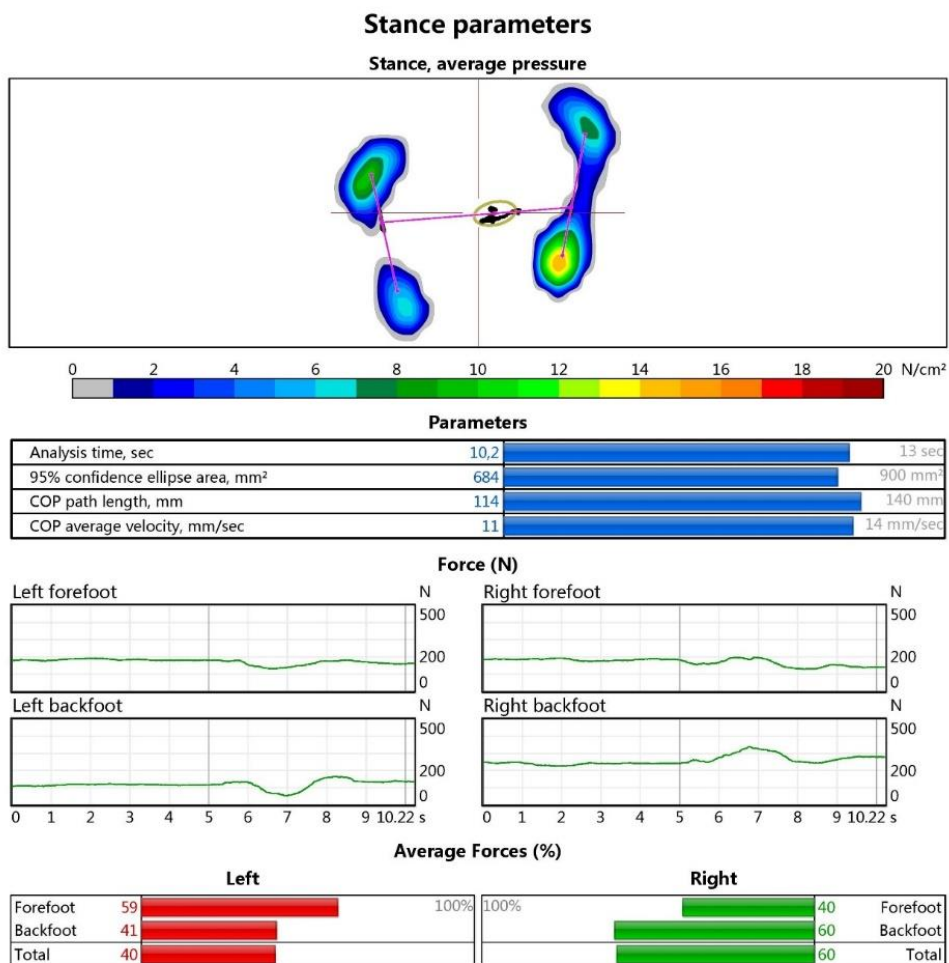 Stance parameters
Stance, average pressure
0 2 4 6 8 10 12 14 16 18 20 N/cm²
Parameters
Analysis time, sec 10,2 13 sec
95% confidence ellipse area, mm² 684 900 mm²
COP path length, mm 114 140 mm
COP average velocity, mm/sec 11 14 mm/sec
Force (N)
Left forefoot N Right forefoot N
500 500
200 200
0 0
Left backfoot N Right backfoot N
500 500
200 200
0 0
0 1 2 3 4 5 6 7 8 9 10.22 s 0 1 2 3 4 5 6 7 8 9 10.22 s
Average Forces (%)
Left Right
Forefoot 59 100% 100% 40 Forefoot
Backfoot 41 60 Backfoot
Total 40 60 Total